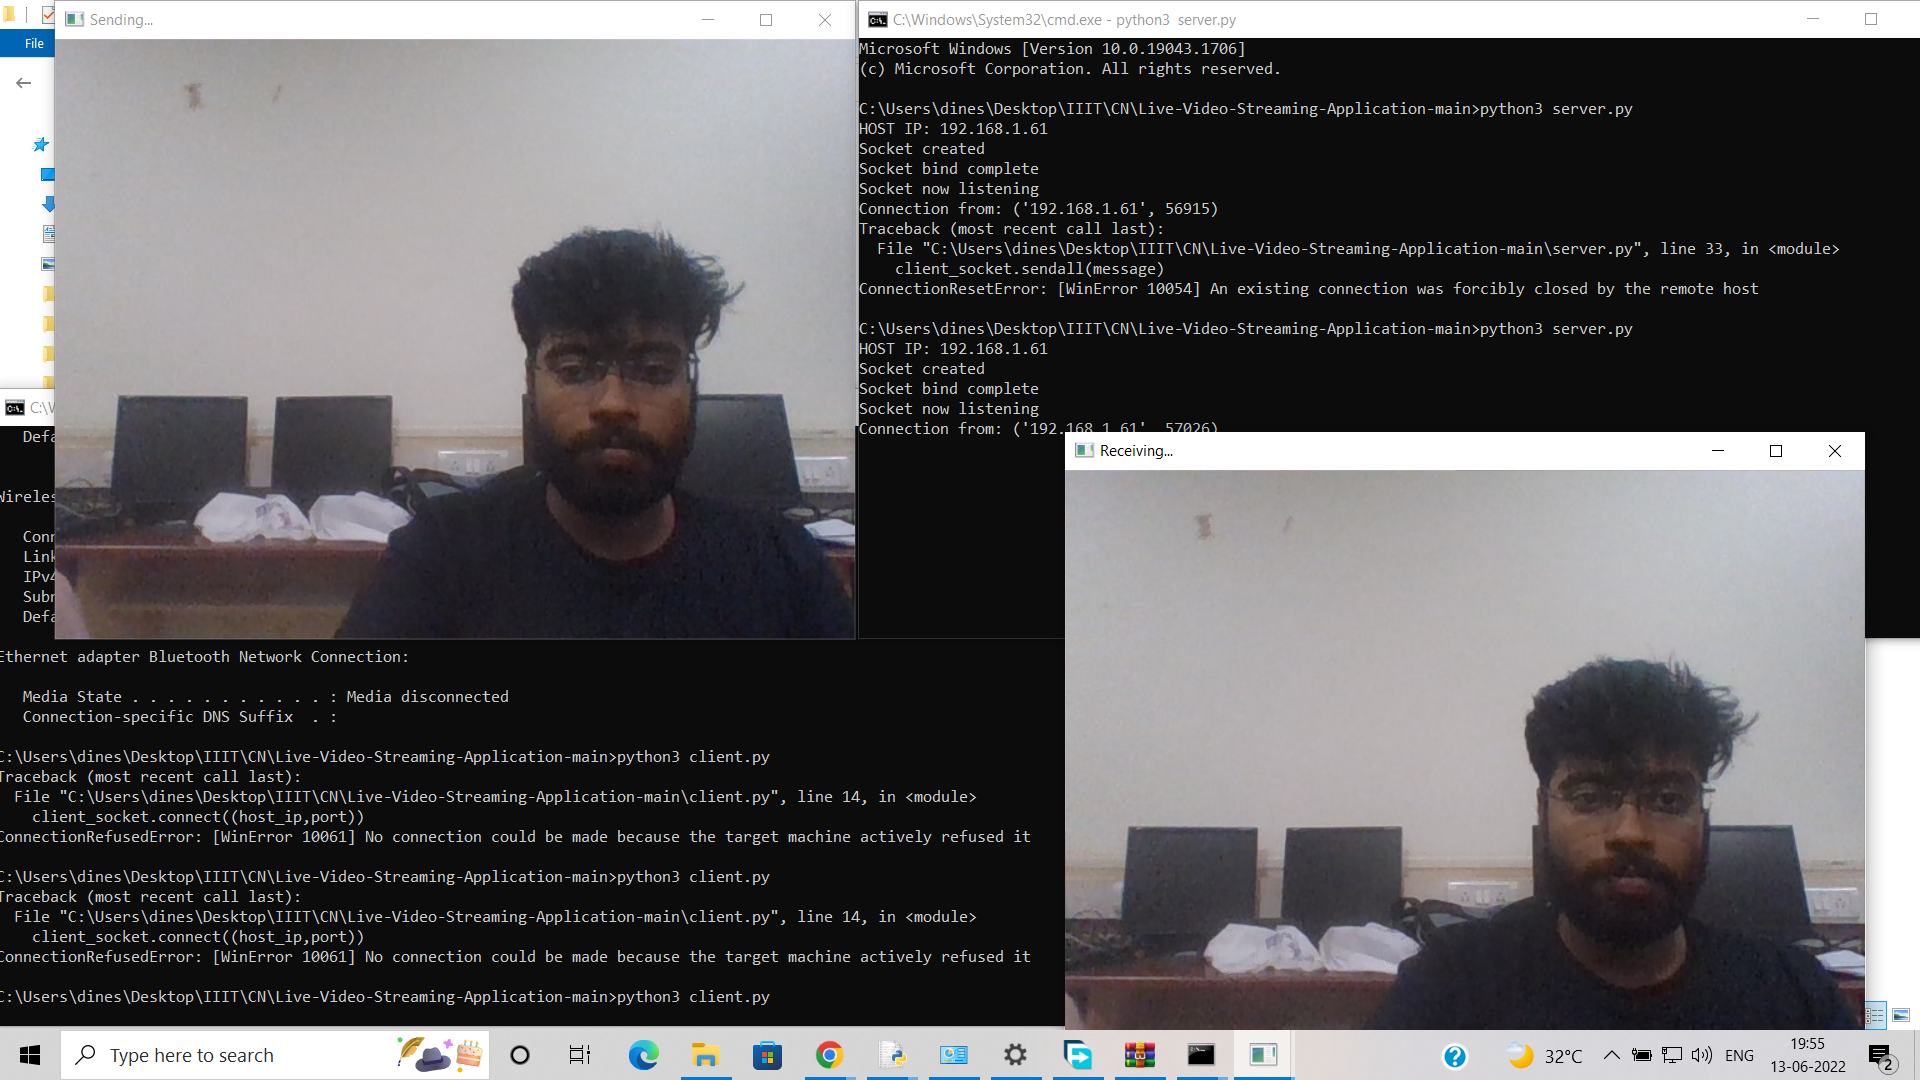 File
Sending...
C:\Windows\System32\cmd.exe - python3  server.py
Microsoft Windows [Version 10.0.19043.1706]
(c) Microsoft Corporation. All rights reserved.
C:\Users\dines\Desktop\IIIT\CN\Live-Video-Streaming-Application-main>python3 server.py
HOST IP: 192.168.1.61
Socket created
Socket bind complete
Socket now listening
Connection from: ('192.168.1.61', 56915)
Traceback (most recent call last):
  File "C:\Users\dines\Desktop\IIIT\CN\Live-Video-Streaming-Application-main\server.py", line 33, in <module>
    client_socket.sendall(message)
ConnectionResetError: [WinError 10054] An existing connection was forcibly closed by the remote host
C:\Users\dines\Desktop\IIIT\CN\Live-Video-Streaming-Application-main>python3 server.py
HOST IP: 192.168.1.61
Socket created
Socket bind complete
Socket now listening
Connection from: ('192.168.1.61', 57026)
Receiving...
C:\W
Defa
Wireles
Conn
Link
IPv4
Subn
Defa
Ethernet adapter Bluetooth Network Connection:
   Media State . . . . . . . . . . . : Media disconnected
   Connection-specific DNS Suffix  . :
C:\Users\dines\Desktop\IIIT\CN\Live-Video-Streaming-Application-main>python3 client.py
Traceback (most recent call last):
  File "C:\Users\dines\Desktop\IIIT\CN\Live-Video-Streaming-Application-main\client.py", line 14, in <module>
    client_socket.connect((host_ip,port))
ConnectionRefusedError: [WinError 10061] No connection could be made because the target machine actively refused it
C:\Users\dines\Desktop\IIIT\CN\Live-Video-Streaming-Application-main>python3 client.py
Traceback (most recent call last):
  File "C:\Users\dines\Desktop\IIIT\CN\Live-Video-Streaming-Application-main\client.py", line 14, in <module>
    client_socket.connect((host_ip,port))
ConnectionRefusedError: [WinError 10061] No connection could be made because the target machine actively refused it
C:\Users\dines\Desktop\IIIT\CN\Live-Video-Streaming-Application-main>python3 client.py
Type here to search
32°C
ENG
19:55
13-06-2022
2